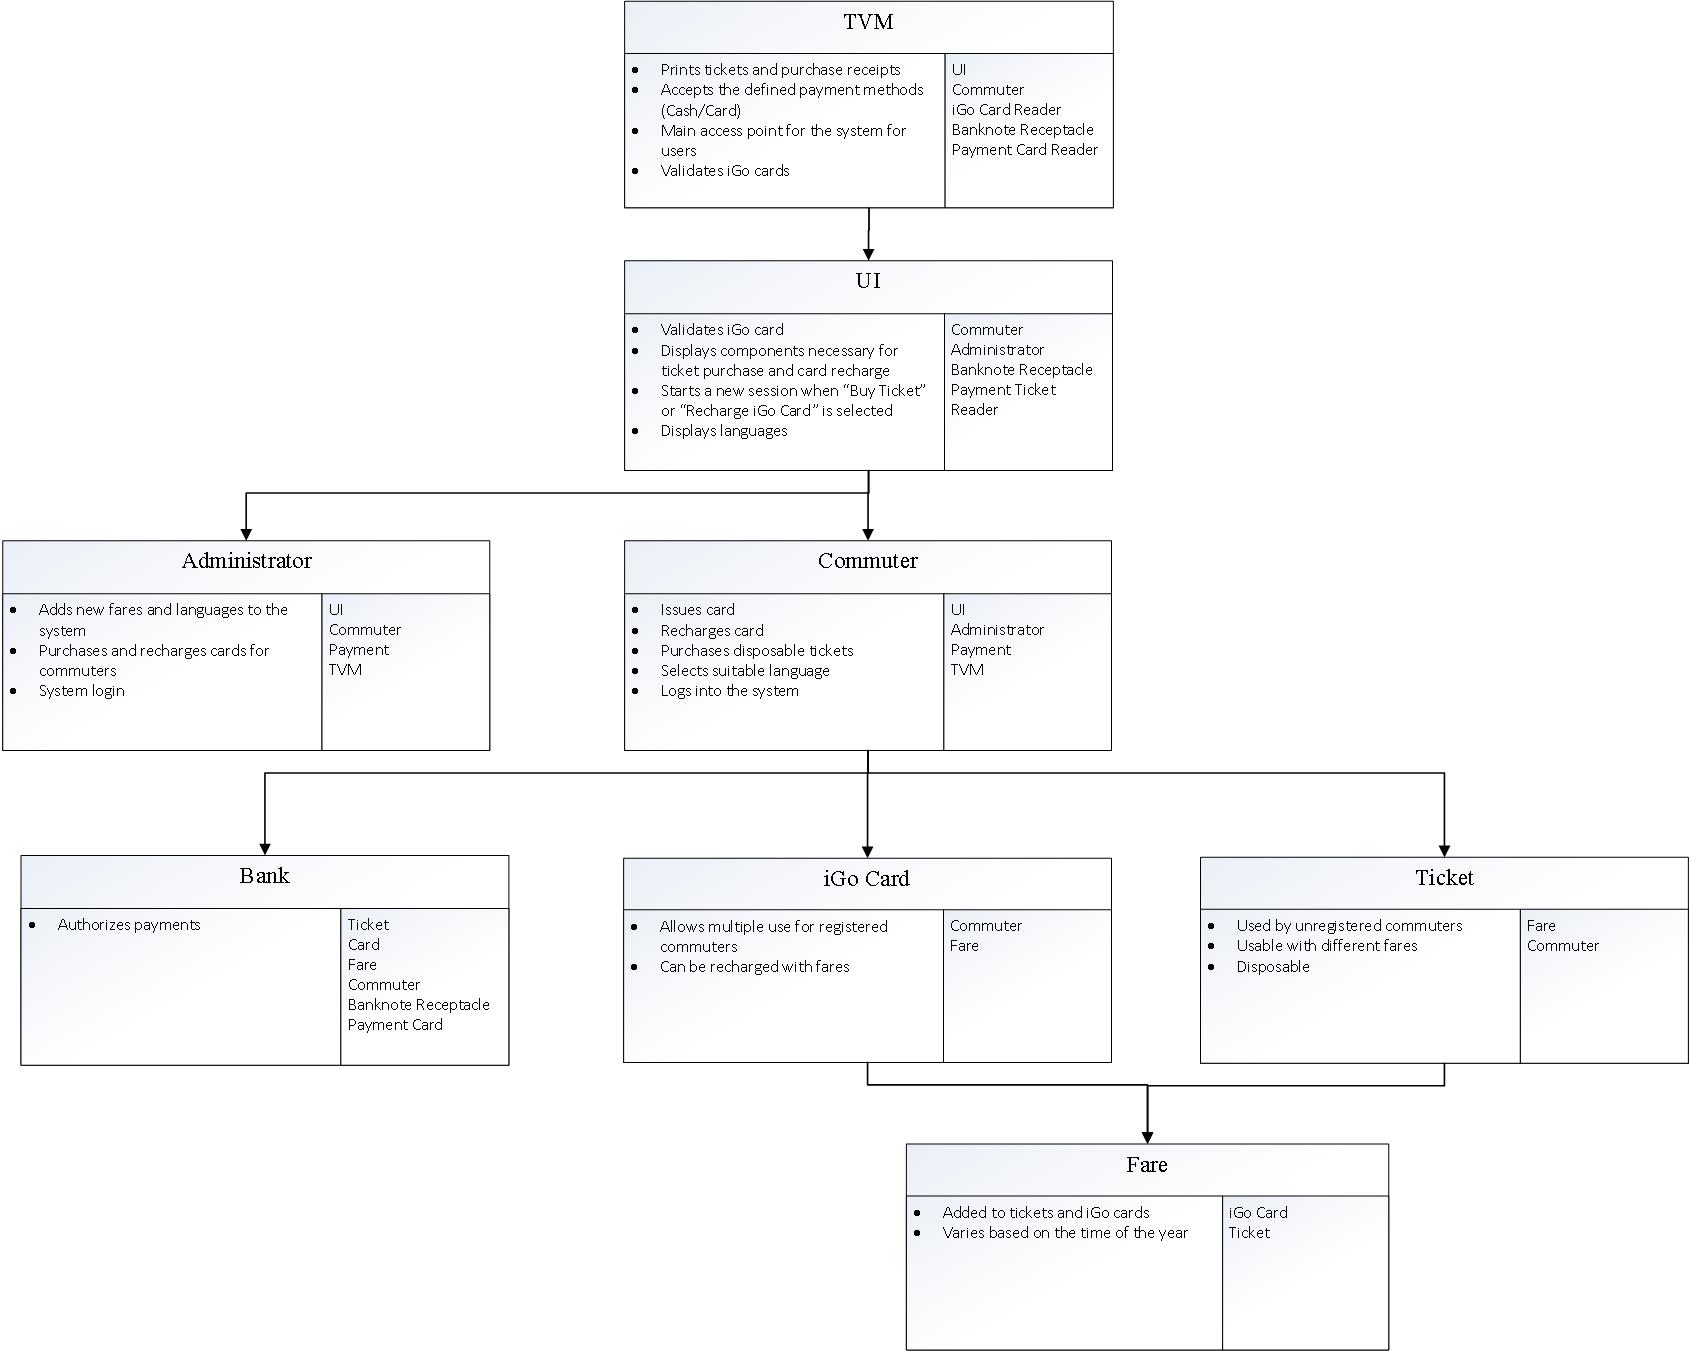 TVM
• Prints tickets and purchase receipts
• Accepts the defined payment methods
(Cash/Card)
• Main access point for the system for
users
• Validates iGo cards
UI
Commuter
iGo Card Reader
Banknote Receptacle
Payment Card Reader
UI
• Validates iGo card
• Displays components necessary for
ticket purchase and card recharge
• Starts a new session when “Buy Ticket”
or “Recharge iGo Card” is selected
• Displays languages
Commuter
Administrator
Banknote Receptacle
Payment Ticket
Reader
Administrator
• Adds new fares and languages to the
system
• Purchases and recharges cards for
commuters
• System login
UI
Commuter
Payment
TVM
Commuter
• Issues card
• Recharges card
• Purchases disposable tickets
• Selects suitable language
• Logs into the system
UI
Administrator
Payment
TVM
Bank
• Authorizes payments
Ticket
Card
Fare
Commuter
Banknote Receptacle
Payment Card
iGo Card
• Allows multiple use for registered
commuters
• Can be recharged with fares
Commuter
Fare
Ticket
• Used by unregistered commuters
• Usable with different fares
• Disposable
Fare
Commuter
Fare
• Added to tickets and iGo cards
• Varies based on the time of the year
iGo Card
Ticket